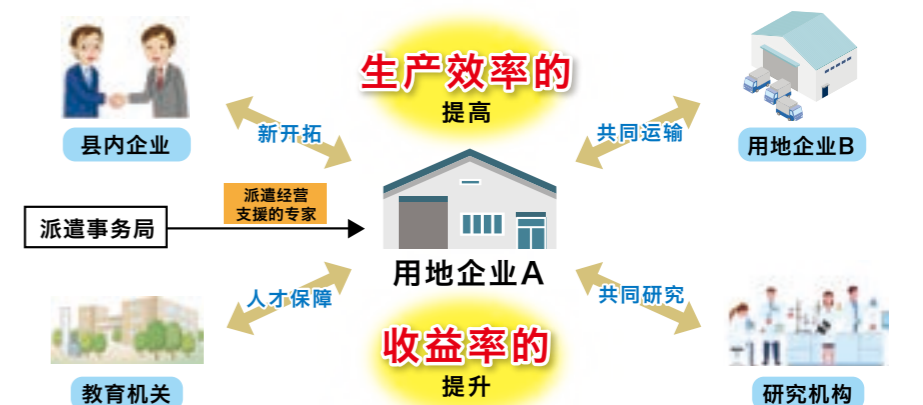 生产效率的
提高
新开拓
共同运输
县内企业
用地企业B
派遣经营
支援的专家
派遣事务局
用地企业A
人才保障
共同研究
收益率的
提升
教育机关
研究机构